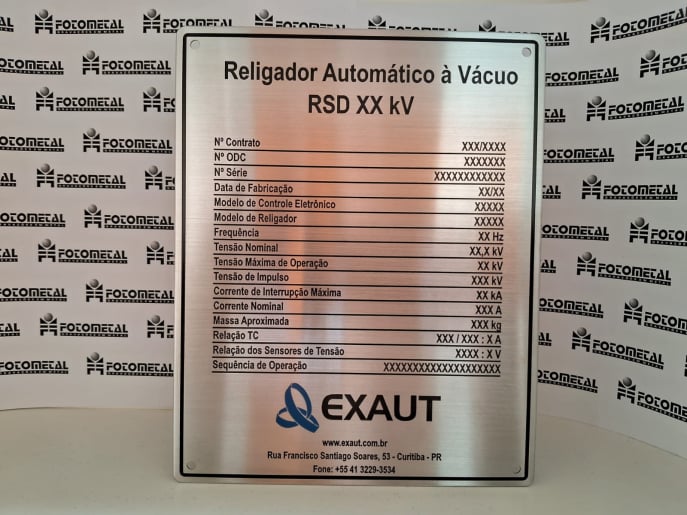 Religador Automático à Vácuo
RSD XX kV
Nº Contrato XXX/XXXX
Nº ODC XXXXXXX
Nº Série XXXXXXXXXXXX
Data de Fabricação XX/XX
Modelo de Controle Eletrônico XXXXX
Modelo de Religador XXXXX
Frequência XX Hz
Tensão Nominal XX,X kV
Tensão Máxima de Operação XX kV
Tensão de Impulso XXX kV
Corrente de Interrupção Máxima XX kA
Corrente Nominal XXX A
Massa Aproximada XXX kg
Relação TC XXX / XXX : X A
Relação dos Sensores de Tensão XXXX : X V
Sequência de Operação XXXXXXXXXXXXXXXXXXXX
EXAUT
www.exaut.com.br
Rua Francisco Santiago Soares, 53 - Curitiba - PR
Fone: +55 41 3229-3534
FOTOMETAL